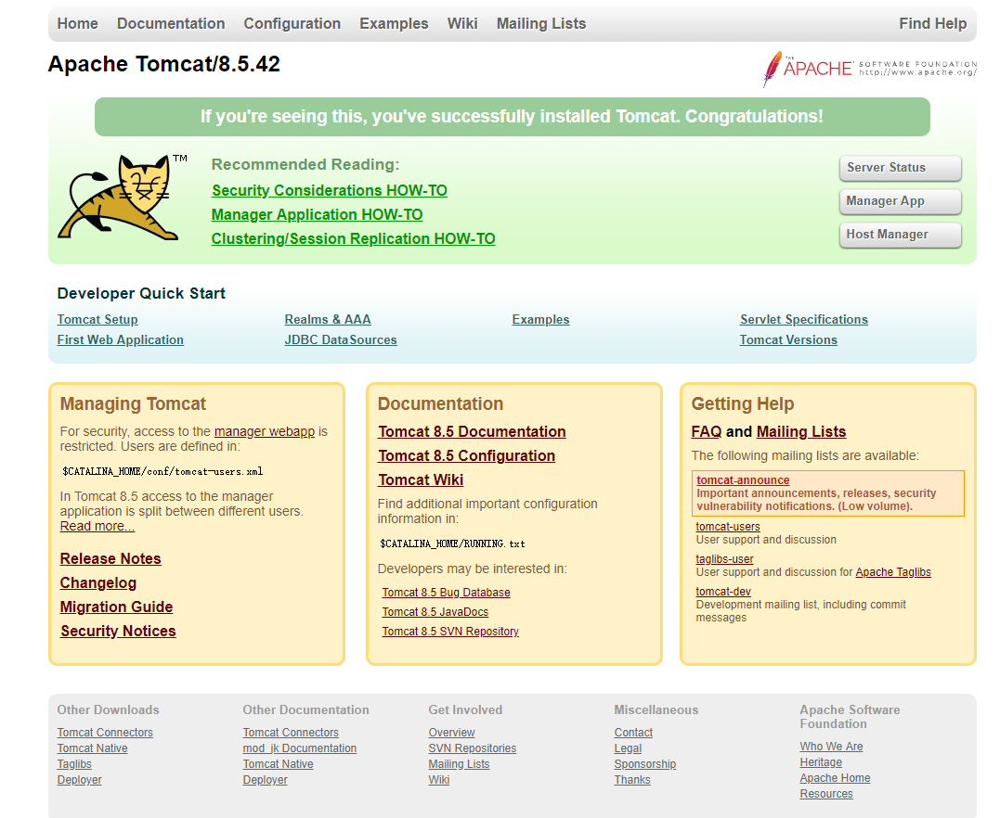 Home Documentation Configuration Examples Wiki Mailing Lists Find Help
Apache Tomcat/8.5.42
THE APACHE® SOFTWARE FOUNDATION
http://www.apache.org/
If you're seeing this, you've successfully installed Tomcat. Congratulations!
TM
Recommended Reading:
Security Considerations HOW-TO
Manager Application HOW-TO
Clustering/Session Replication HOW-TO
Server Status
Manager App
Host Manager
Developer Quick Start
Tomcat Setup
First Web Application
Realms & AAA
JDBC DataSources
Examples
Servlet Specifications
Tomcat Versions
Managing Tomcat
For security, access to the manager webapp is
restricted. Users are defined in:
$CATALINA_HOME/conf/tomcat-users.xml
In Tomcat 8.5 access to the manager
application is split between different users.
Read more...
Release Notes
Changelog
Migration Guide
Security Notices
Documentation
Tomcat 8.5 Documentation
Tomcat 8.5 Configuration
Tomcat Wiki
Find additional important configuration
information in:
$CATALINA_HOME/RUNNING.txt
Developers may be interested in:
Tomcat 8.5 Bug Database
Tomcat 8.5 JavaDocs
Tomcat 8.5 SVN Repository
Getting Help
FAQ and Mailing Lists
The following mailing lists are available:
tomcat-announce
Important announcements, releases, security
vulnerability notifications. (Low volume).
tomcat-users
User support and discussion
taglibs-user
User support and discussion for Apache Taglibs
tomcat-dev
Development mailing list, including commit
messages
Other Downloads
Tomcat Connectors
Tomcat Native
Taglibs
Deployer
Other Documentation
Tomcat Connectors
mod_jk Documentation
Tomcat Native
Deployer
Get Involved
Overview
SVN Repositories
Mailing Lists
Wiki
Miscellaneous
Contact
Legal
Sponsorship
Thanks
Apache Software
Foundation
Who We Are
Heritage
Apache Home
Resources